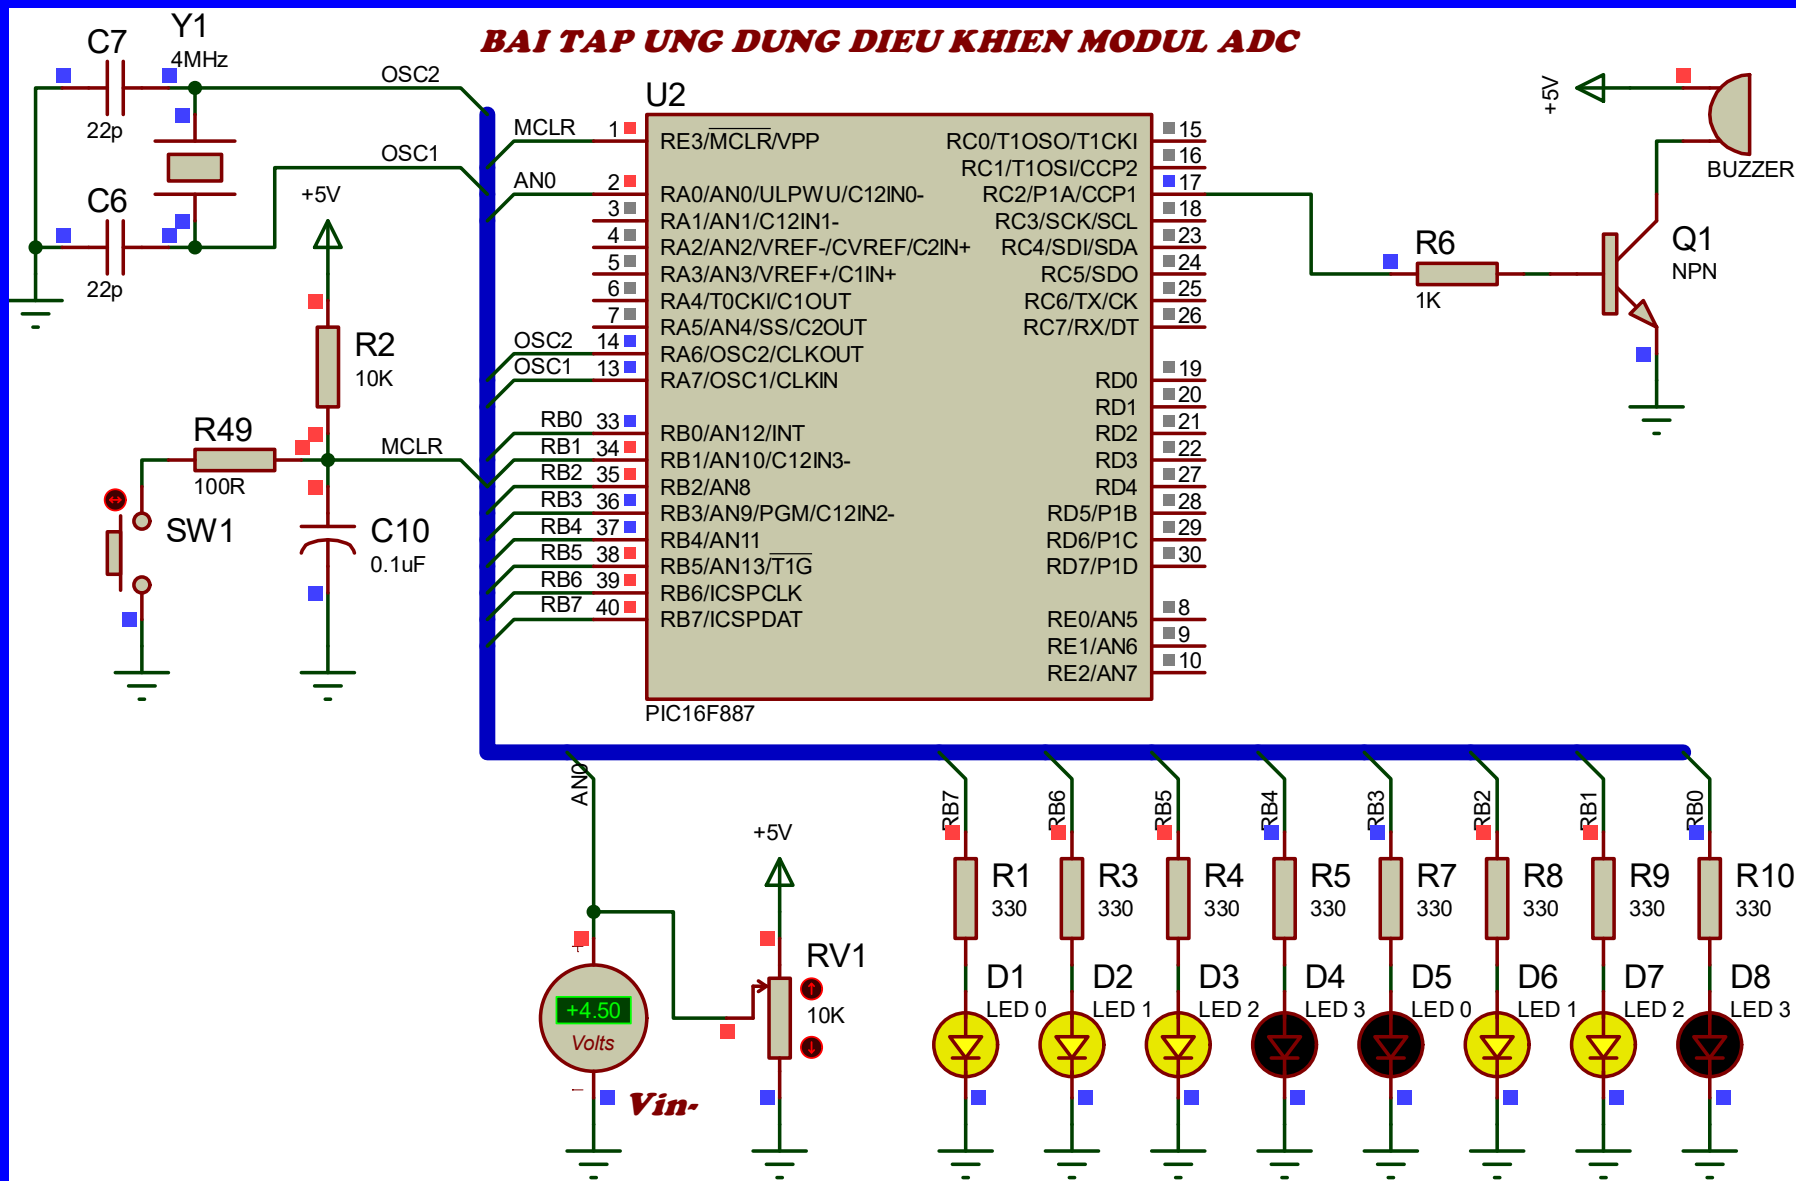 BAI TAP UNG DUNG DIEU KHIEN MODUL ADC
C7
22p
Y1
4MHz
OSC2
OSC1
C6
22p
+5V
R2
10K
R49
100R
MCLR
SW1
C10
0.1uF
U2
MCLR 1 RE3/MCLR/VPP
AN0 2 RA0/AN0/ULPWU/C12IN0-
3 RA1/AN1/C12IN1-
4 RA2/AN2/VREF-/CVREF/C2IN+
5 RA3/AN3/VREF+/C1IN+
6 RA4/T0CKI/C1OUT
7 RA5/AN4/SS/C2OUT
OSC2 14 RA6/OSC2/CLKOUT
OSC1 13 RA7/OSC1/CLKIN
RB0 33 RB0/AN12/INT
RB1 34 RB1/AN10/C12IN3-
RB2 35 RB2/AN8
RB3 36 RB3/AN9/PGM/C12IN2-
RB4 37 RB4/AN11
RB5 38 RB5/AN13/T1G
RB6 39 RB6/ICSPCLK
RB7 40 RB7/ICSPDAT
RC0/T1OSO/T1CKI 15
RC1/T1OSI/CCP2 16
RC2/P1A/CCP1 17
RC3/SCK/SCL 18
RC4/SDI/SDA 23
RC5/SDO 24
RC6/TX/CK 25
RC7/RX/DT 26
RD0 19
RD1 20
RD2 21
RD3 22
RD4 27
RD5/P1B 28
RD6/P1C 29
RD7/P1D 30
RE0/AN5 8
RE1/AN6 9
RE2/AN7 10
PIC16F887
+5V
BUZZER
R6
1K
Q1
NPN
AN0
+4.50
Volts
Vin-
+5V
RV1
10K
RB7 RB6 RB5 RB4 RB3 RB2 RB1 RB0
R1 R3 R4 R5 R7 R8 R9 R10
330 330 330 330 330 330 330 330
D1 D2 D3 D4 D5 D6 D7 D8
LED 0 LED 1 LED 2 LED 3 LED 0 LED 1 LED 2 LED 3